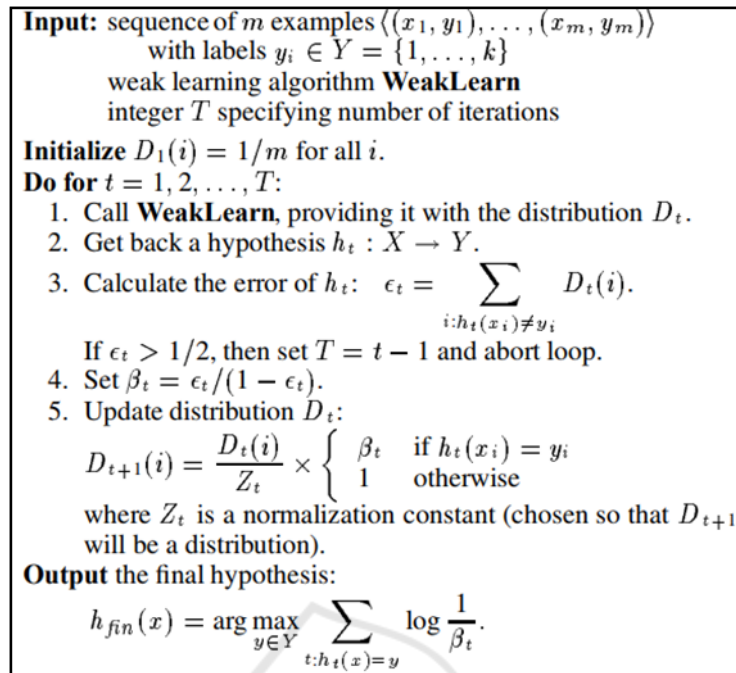 Input: sequence of m examples ⟨(x₁, y₁), . . . , (xₘ, yₘ)⟩
with labels yᵢ ∈ Y = {1, . . . , k}
weak learning algorithm WeakLearn
integer T specifying number of iterations
Initialize D₁(i) = 1/m for all i.
Do for t = 1, 2, . . . , T:
1. Call WeakLearn, providing it with the distribution Dₜ.
2. Get back a hypothesis hₜ : X → Y.
3. Calculate the error of hₜ: ϵₜ = ∑_{i:hₜ(xᵢ)≠yᵢ} Dₜ(i).
If ϵₜ > 1/2, then set T = t − 1 and abort loop.
4. Set βₜ = ϵₜ/(1 − ϵₜ).
5. Update distribution Dₜ:
Dₜ₊₁(i) = Dₜ(i)/Zₜ × { βₜ if hₜ(xᵢ) = yᵢ
1 otherwise
where Zₜ is a normalization constant (chosen so that Dₜ₊₁
will be a distribution).
Output the final hypothesis:
h_fin(x) = arg max_{y∈Y} ∑_{t:hₜ(x)=y} log 1/βₜ.